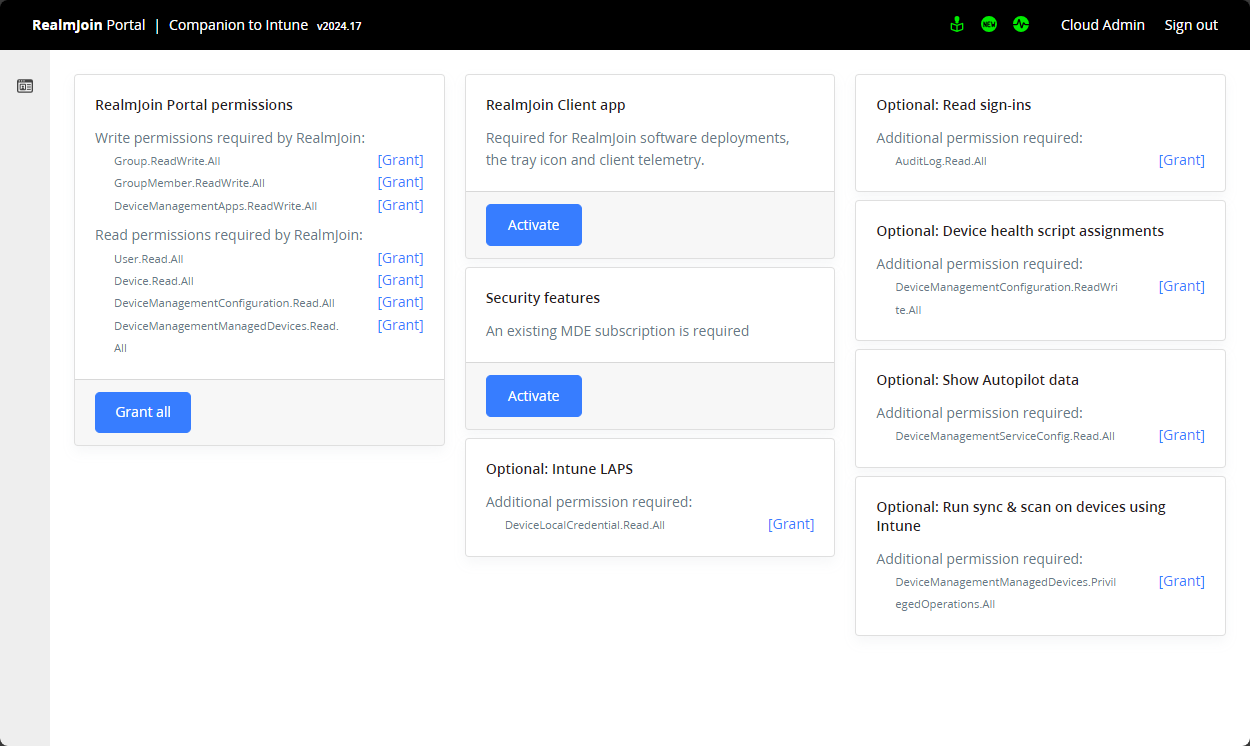 RealmJoin Portal | Companion to Intune v2024.17
NEW
Cloud Admin
Sign out
RealmJoin Portal permissions
Write permissions required by RealmJoin:
Group.ReadWrite.All [Grant]
GroupMember.ReadWrite.All [Grant]
DeviceManagementApps.ReadWrite.All [Grant]
Read permissions required by RealmJoin:
User.Read.All [Grant]
Device.Read.All [Grant]
DeviceManagementConfiguration.Read.All [Grant]
DeviceManagementManagedDevices.Read. [Grant]
All
Grant all
RealmJoin Client app
Required for RealmJoin software deployments,
the tray icon and client telemetry.
Activate
Security features
An existing MDE subscription is required
Activate
Optional: Intune LAPS
Additional permission required:
DeviceLocalCredential.Read.All [Grant]
Optional: Read sign-ins
Additional permission required:
AuditLog.Read.All [Grant]
Optional: Device health script assignments
Additional permission required:
DeviceManagementConfiguration.ReadWri [Grant]
te.All
Optional: Show Autopilot data
Additional permission required:
DeviceManagementServiceConfig.Read.All [Grant]
Optional: Run sync & scan on devices using
Intune
Additional permission required:
DeviceManagementManagedDevices.Privil [Grant]
egedOperations.All